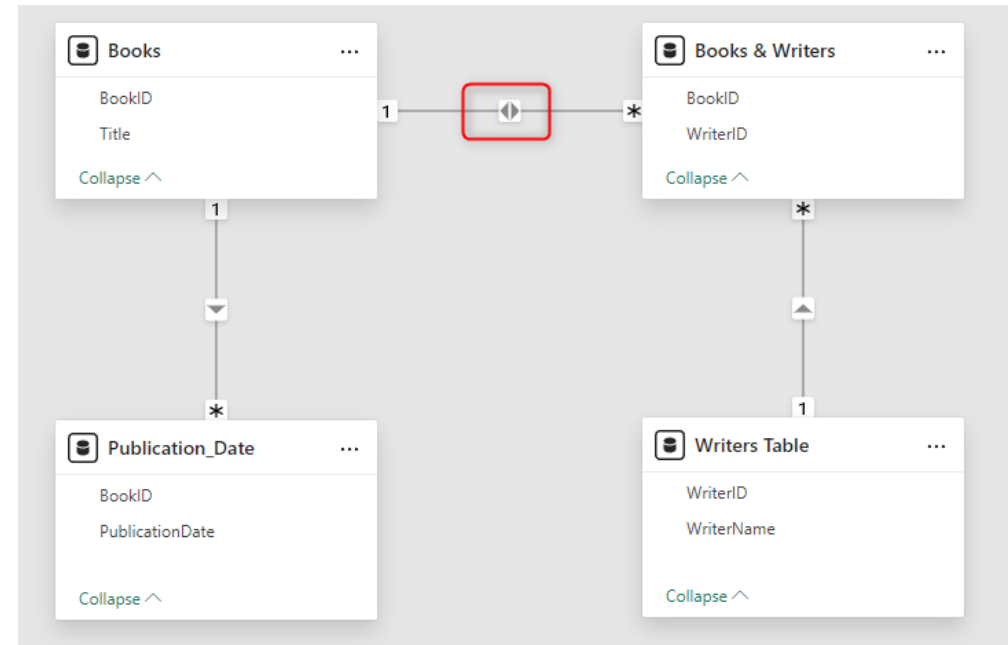 Books ...
BookID
Title
Collapse
1
*
Books & Writers ...
BookID
WriterID
Collapse
1
*
*
1
Publication_Date ...
BookID
PublicationDate
Collapse
Writers Table ...
WriterID
WriterName
Collapse